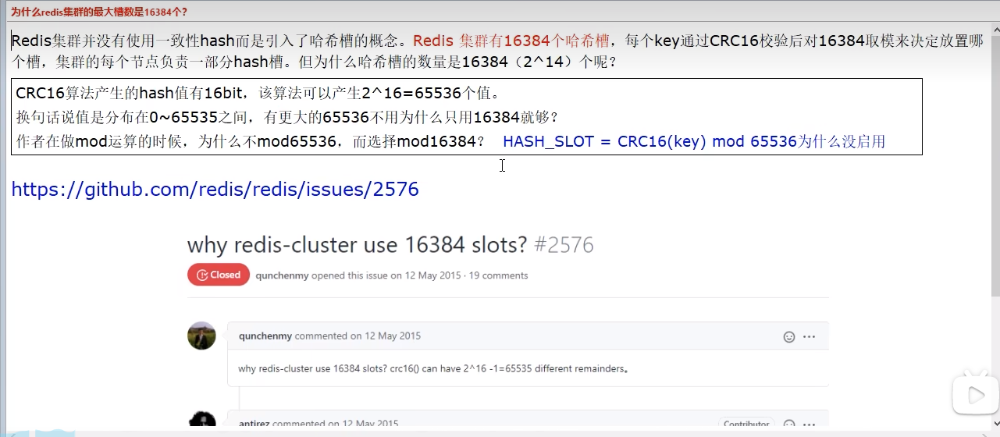 为什么redis集群的最大槽数是16384个？
Redis集群并没有使用一致性hash而是引入了哈希槽的概念。Redis 集群有16384个哈希槽，每个key通过CRC16校验后对16384取模来决定放置哪
个槽，集群的每个节点负责一部分hash槽。但为什么哈希槽的数量是16384（2^14）个呢？
CRC16算法产生的hash值有16bit，该算法可以产生2^16=65536个值。
换句话说值是分布在0~65535之间，有更大的65536不用为什么只用16384就够？
作者在做mod运算的时候，为什么不mod65536，而选择mod16384？ HASH_SLOT = CRC16(key) mod 65536为什么没启用
https://github.com/redis/redis/issues/2576
why redis-cluster use 16384 slots? #2576
Closed qunchenmy opened this issue on 12 May 2015 · 19 comments
qunchenmy commented on 12 May 2015
why redis-cluster use 16384 slots? crc16() can have 2^16 -1=65535 different remainders。
antirez commented on 12 May 2015 Contributor